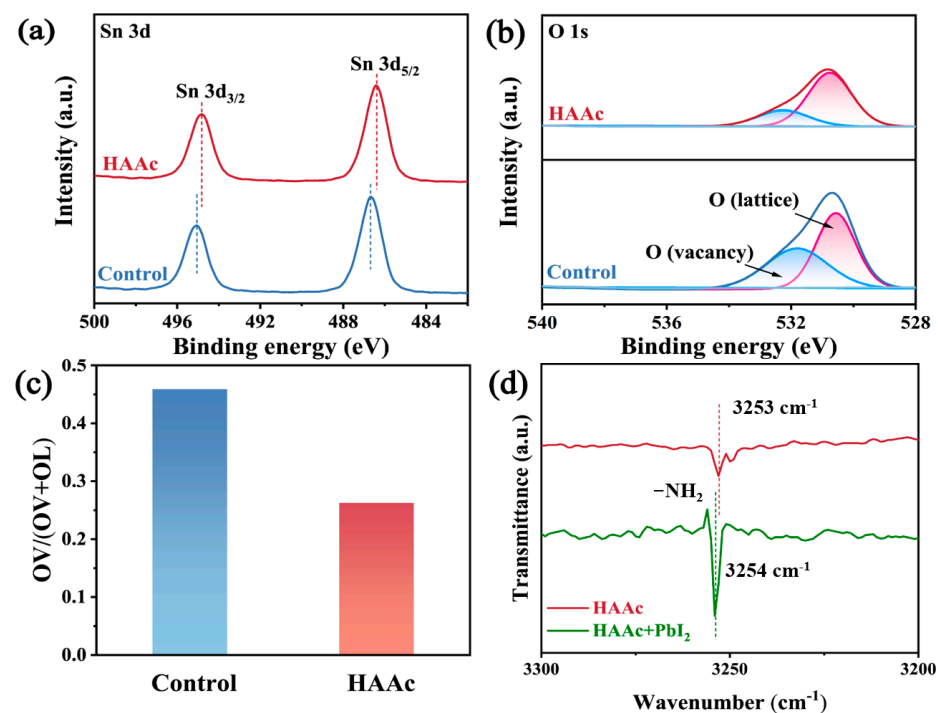 (a)
Sn 3d
Sn 3d3/2
Sn 3d5/2
HAAc
Control
Intensity (a.u.)
500
496
492
488
484
Binding energy (eV)
(b)
O 1s
HAAc
O (lattice)
O (vacancy)
Control
Intensity (a.u.)
540
536
532
528
Binding energy (eV)
(c)
OV/(OV+OL)
0.5
0.4
0.3
0.2
0.1
0.0
Control
HAAc
(d)
3253 cm⁻¹
−NH₂
3254 cm⁻¹
HAAc
HAAc+PbI₂
Transmittance (a.u.)
3300
3250
3200
Wavenumber (cm⁻¹)